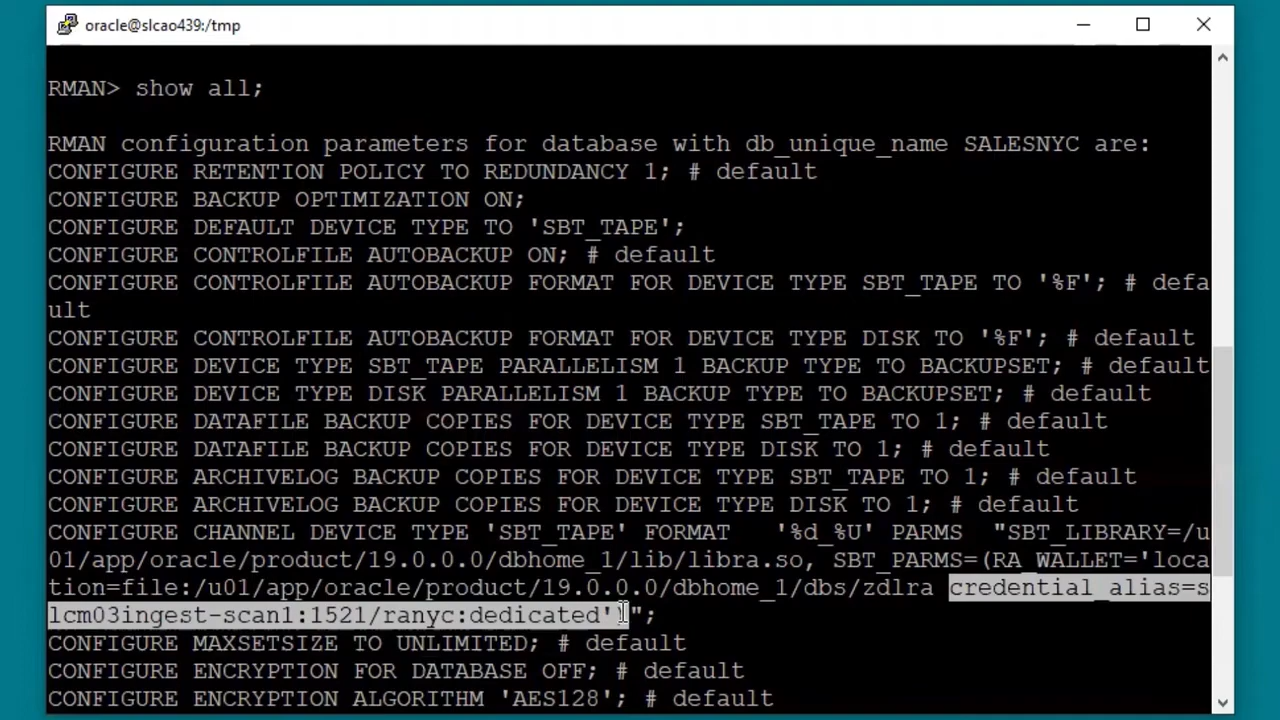 oracle@slcao439:/tmp
RMAN> show all;
RMAN configuration parameters for database with db_unique_name SALESNYC are:
CONFIGURE RETENTION POLICY TO REDUNDANCY 1; # default
CONFIGURE BACKUP OPTIMIZATION ON;
CONFIGURE DEFAULT DEVICE TYPE TO 'SBT_TAPE';
CONFIGURE CONTROLFILE AUTOBACKUP ON; # default
CONFIGURE CONTROLFILE AUTOBACKUP FORMAT FOR DEVICE TYPE SBT_TAPE TO '%F'; # defa
ult
CONFIGURE CONTROLFILE AUTOBACKUP FORMAT FOR DEVICE TYPE DISK TO '%F'; # default
CONFIGURE DEVICE TYPE SBT_TAPE PARALLELISM 1 BACKUP TYPE TO BACKUPSET; # default
CONFIGURE DEVICE TYPE DISK PARALLELISM 1 BACKUP TYPE TO BACKUPSET; # default
CONFIGURE DATAFILE BACKUP COPIES FOR DEVICE TYPE SBT_TAPE TO 1; # default
CONFIGURE DATAFILE BACKUP COPIES FOR DEVICE TYPE DISK TO 1; # default
CONFIGURE ARCHIVELOG BACKUP COPIES FOR DEVICE TYPE SBT_TAPE TO 1; # default
CONFIGURE ARCHIVELOG BACKUP COPIES FOR DEVICE TYPE DISK TO 1; # default
CONFIGURE CHANNEL DEVICE TYPE 'SBT_TAPE' FORMAT   '%d_%U' PARMS  "SBT_LIBRARY=/u
01/app/oracle/product/19.0.0.0/dbhome_1/lib/libra.so, SBT_PARMS=(RA_WALLET='loca
tion=file:/u01/app/oracle/product/19.0.0.0/dbhome_1/dbs/zdlra credential_alias=s
lcm03ingest-scan1:1521/ranyc:dedicated')";
CONFIGURE MAXSETSIZE TO UNLIMITED; # default
CONFIGURE ENCRYPTION FOR DATABASE OFF; # default
CONFIGURE ENCRYPTION ALGORITHM 'AES128'; # default